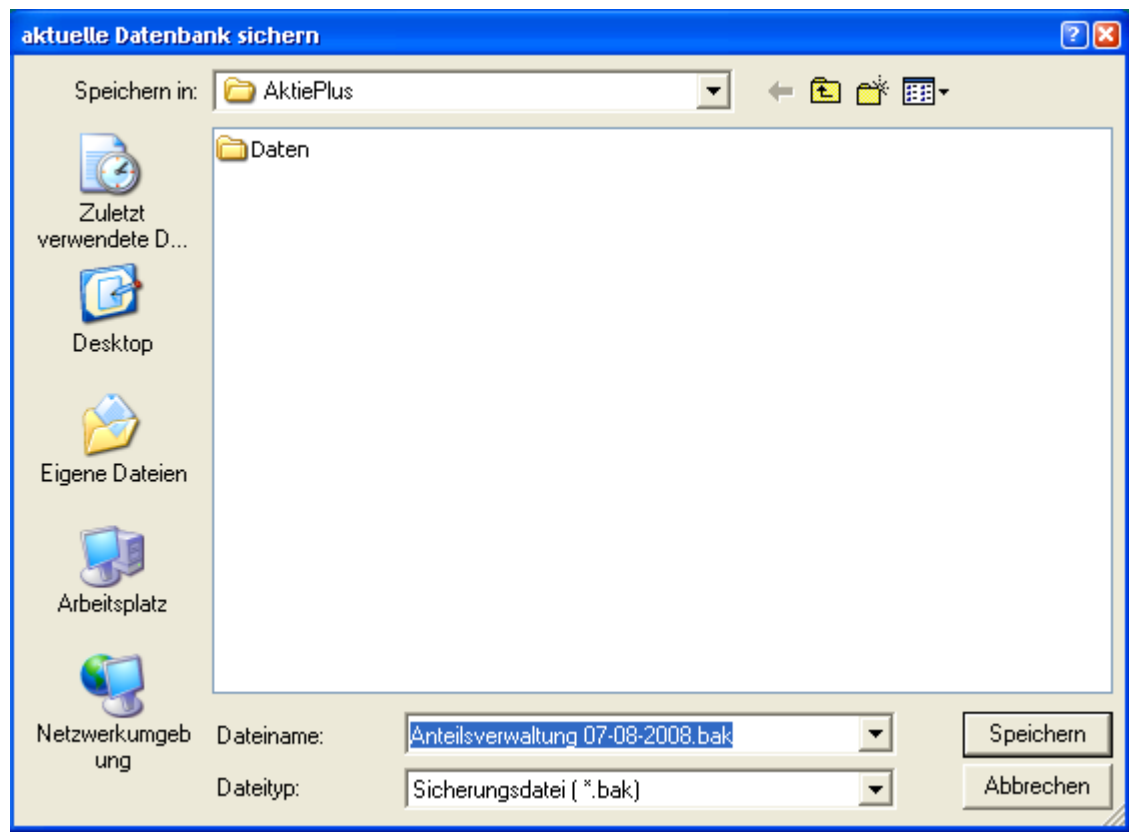 aktuelle Datenbank sichern
Speichern in:
AktiePlus
Daten
Zuletzt
verwendete D...
Desktop
Eigene Dateien
Arbeitsplatz
Netzwerkumgeb
ung
Dateiname:
Anteilsverwaltung 07-08-2008.bak
Speichern
Dateityp:
Sicherungsdatei ( *.bak)
Abbrechen